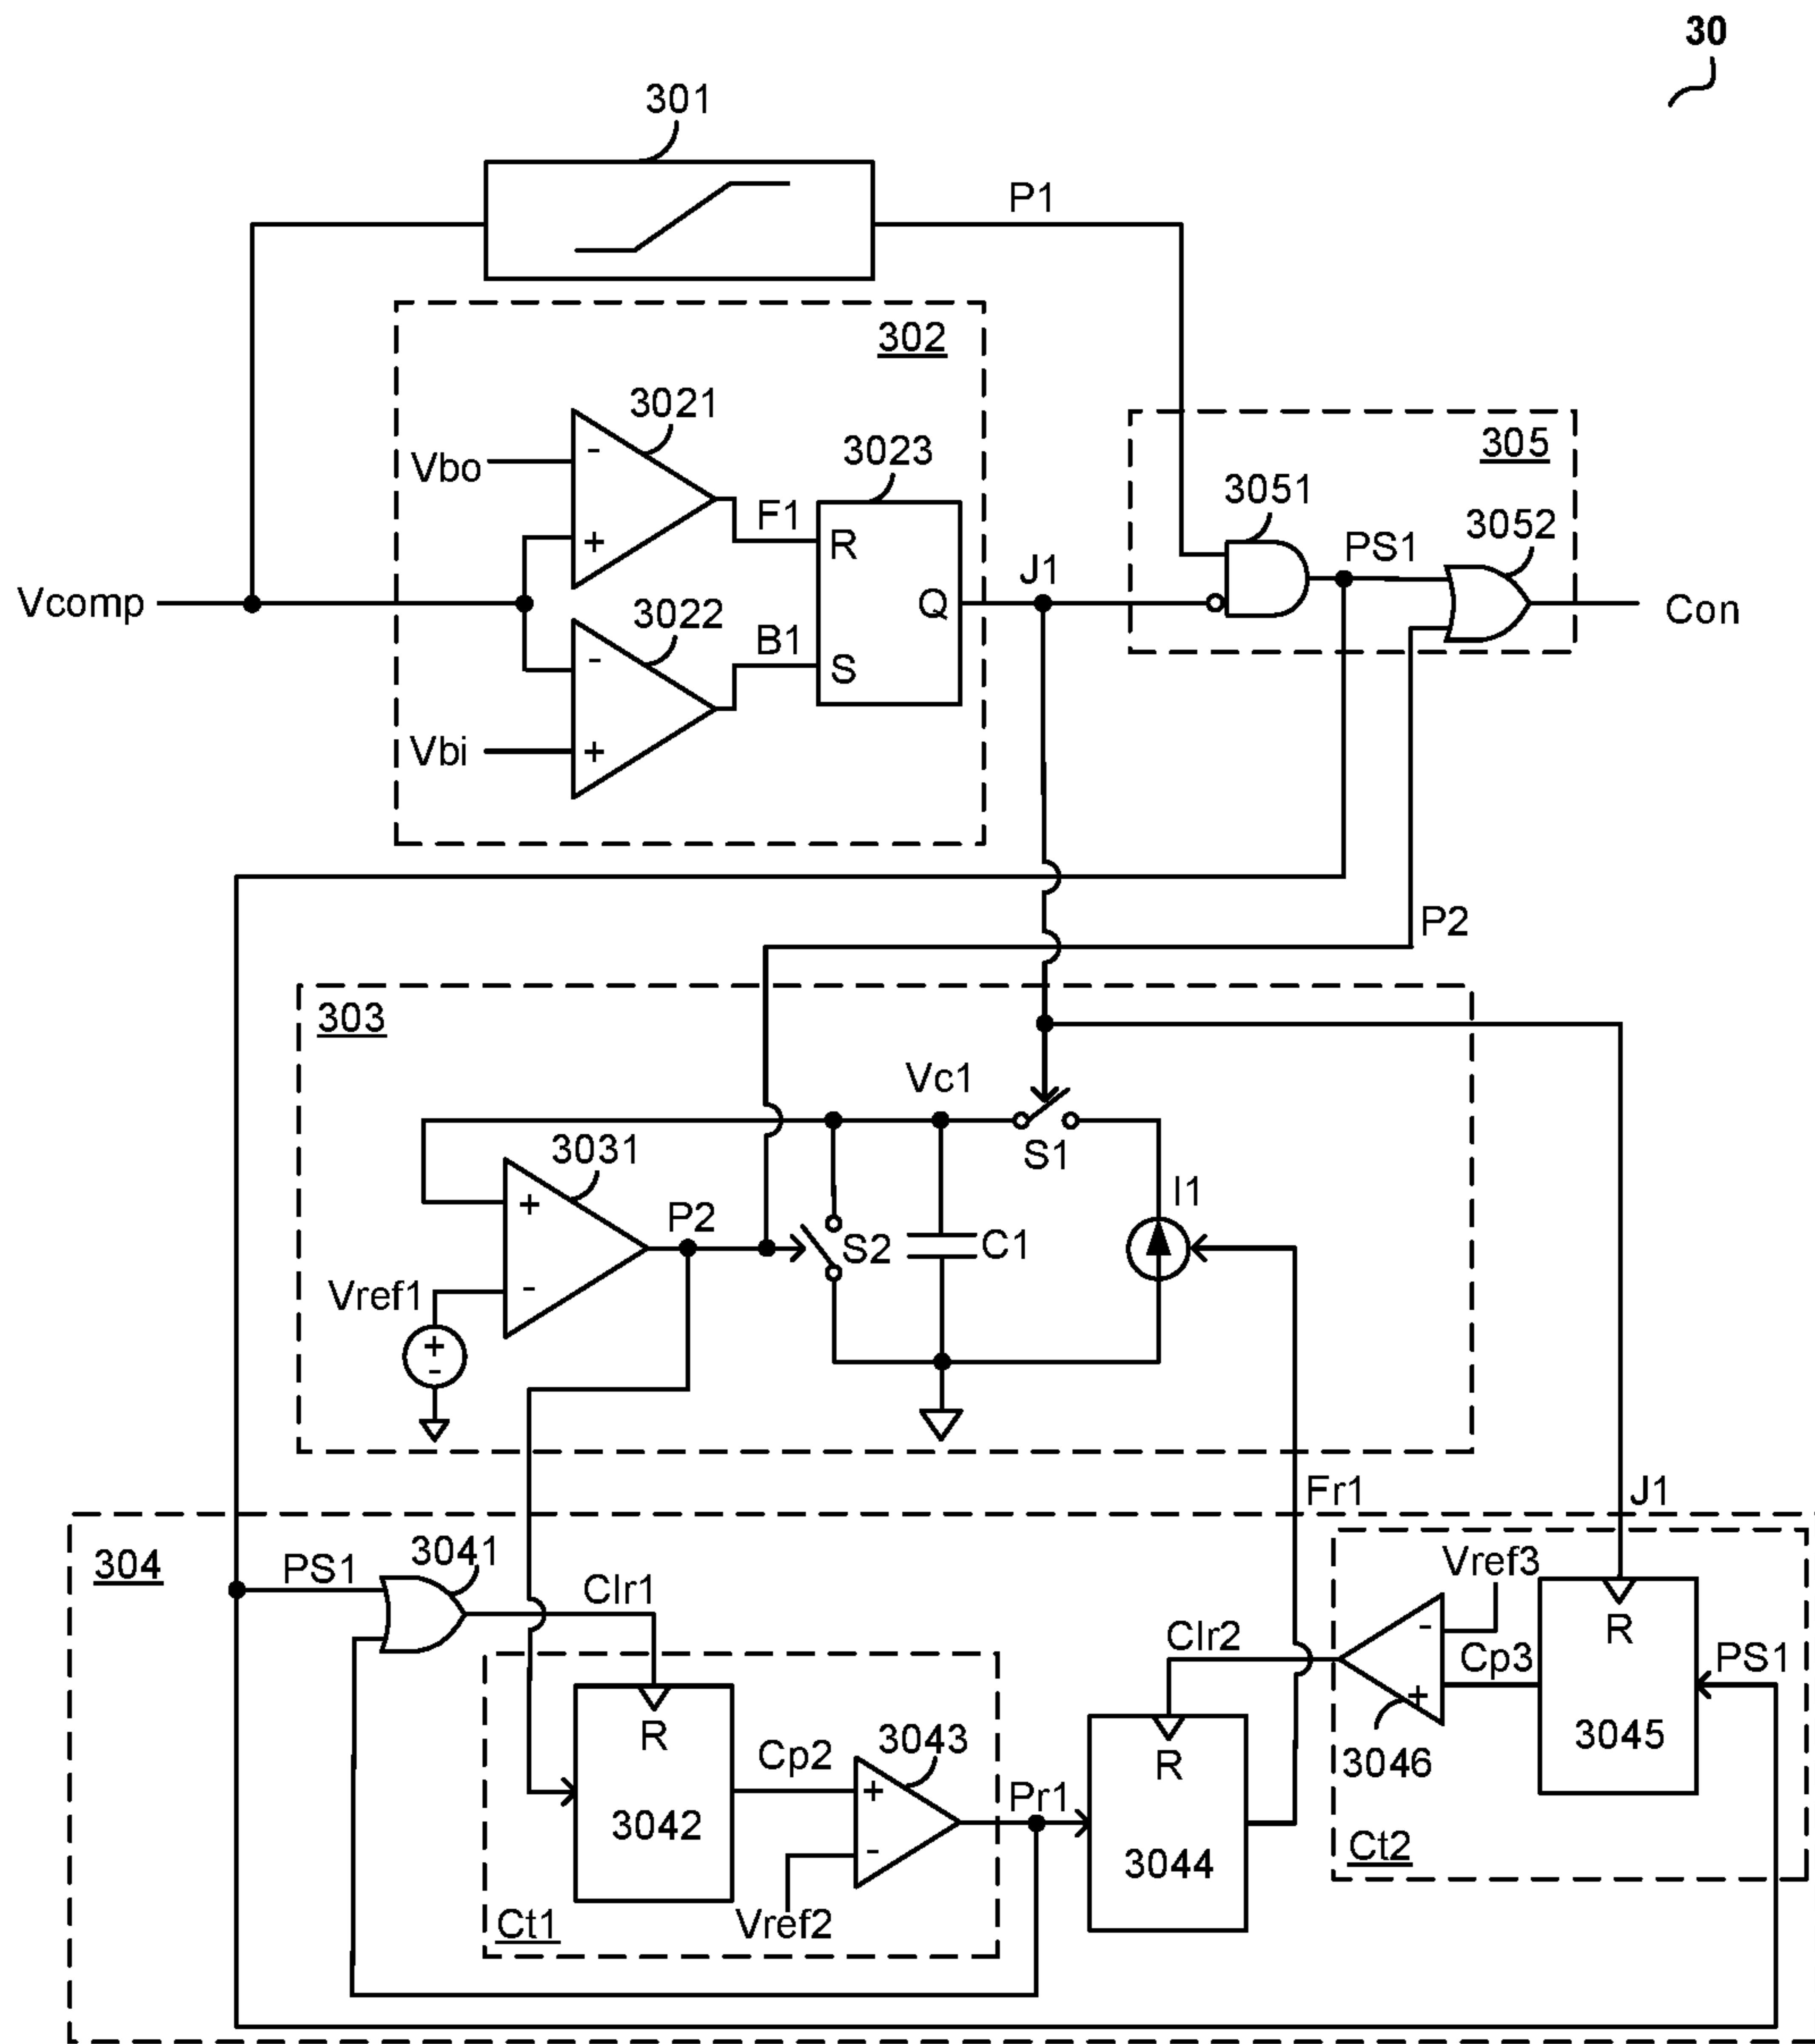 30
301
P1
302
3021
Vbo
-
+
F1
3023
R
Q
S
3022
B1
-
+
Vbi
Vcomp
J1
305
3051
PS1
3052
Con
P2
303
Vc1
S1
3031
+
-
P2
S2
C1
I1
Vref1
+
-
Fr1
J1
304
PS1
3041
Clr1
Clr2
Vref3
-
+
Cp3
R
PS1
3046
3045
Ct2
R
3042
Cp2
3043
+
-
Vref2
Ct1
Pr1
R
3044